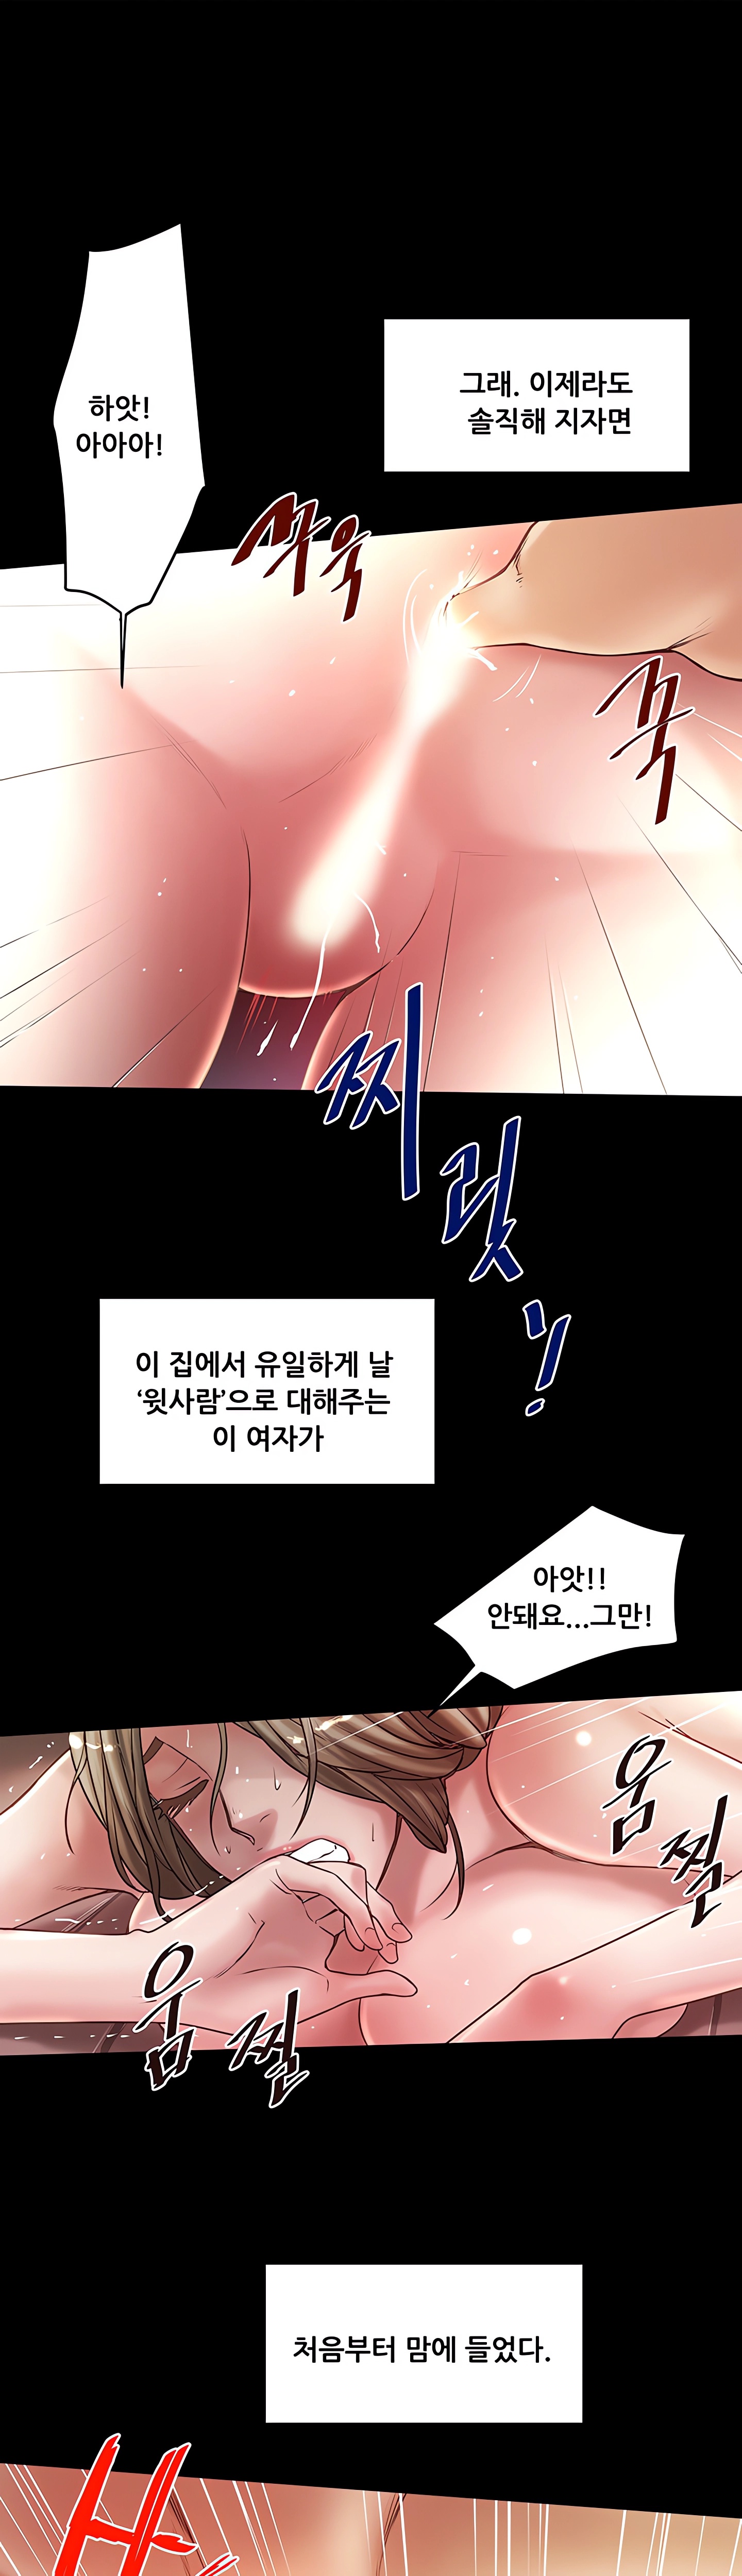 그래. 이제라도
솔직해 지자면
하앗!
아아아!
쑤욱
꾹
찌
릿
이 집에서 유일하게 날
‘윗사람’으로 대해주는
이 여자가
아앗!!
안돼요...그만!
움찔
움찔
처음부터 맘에 들었다.